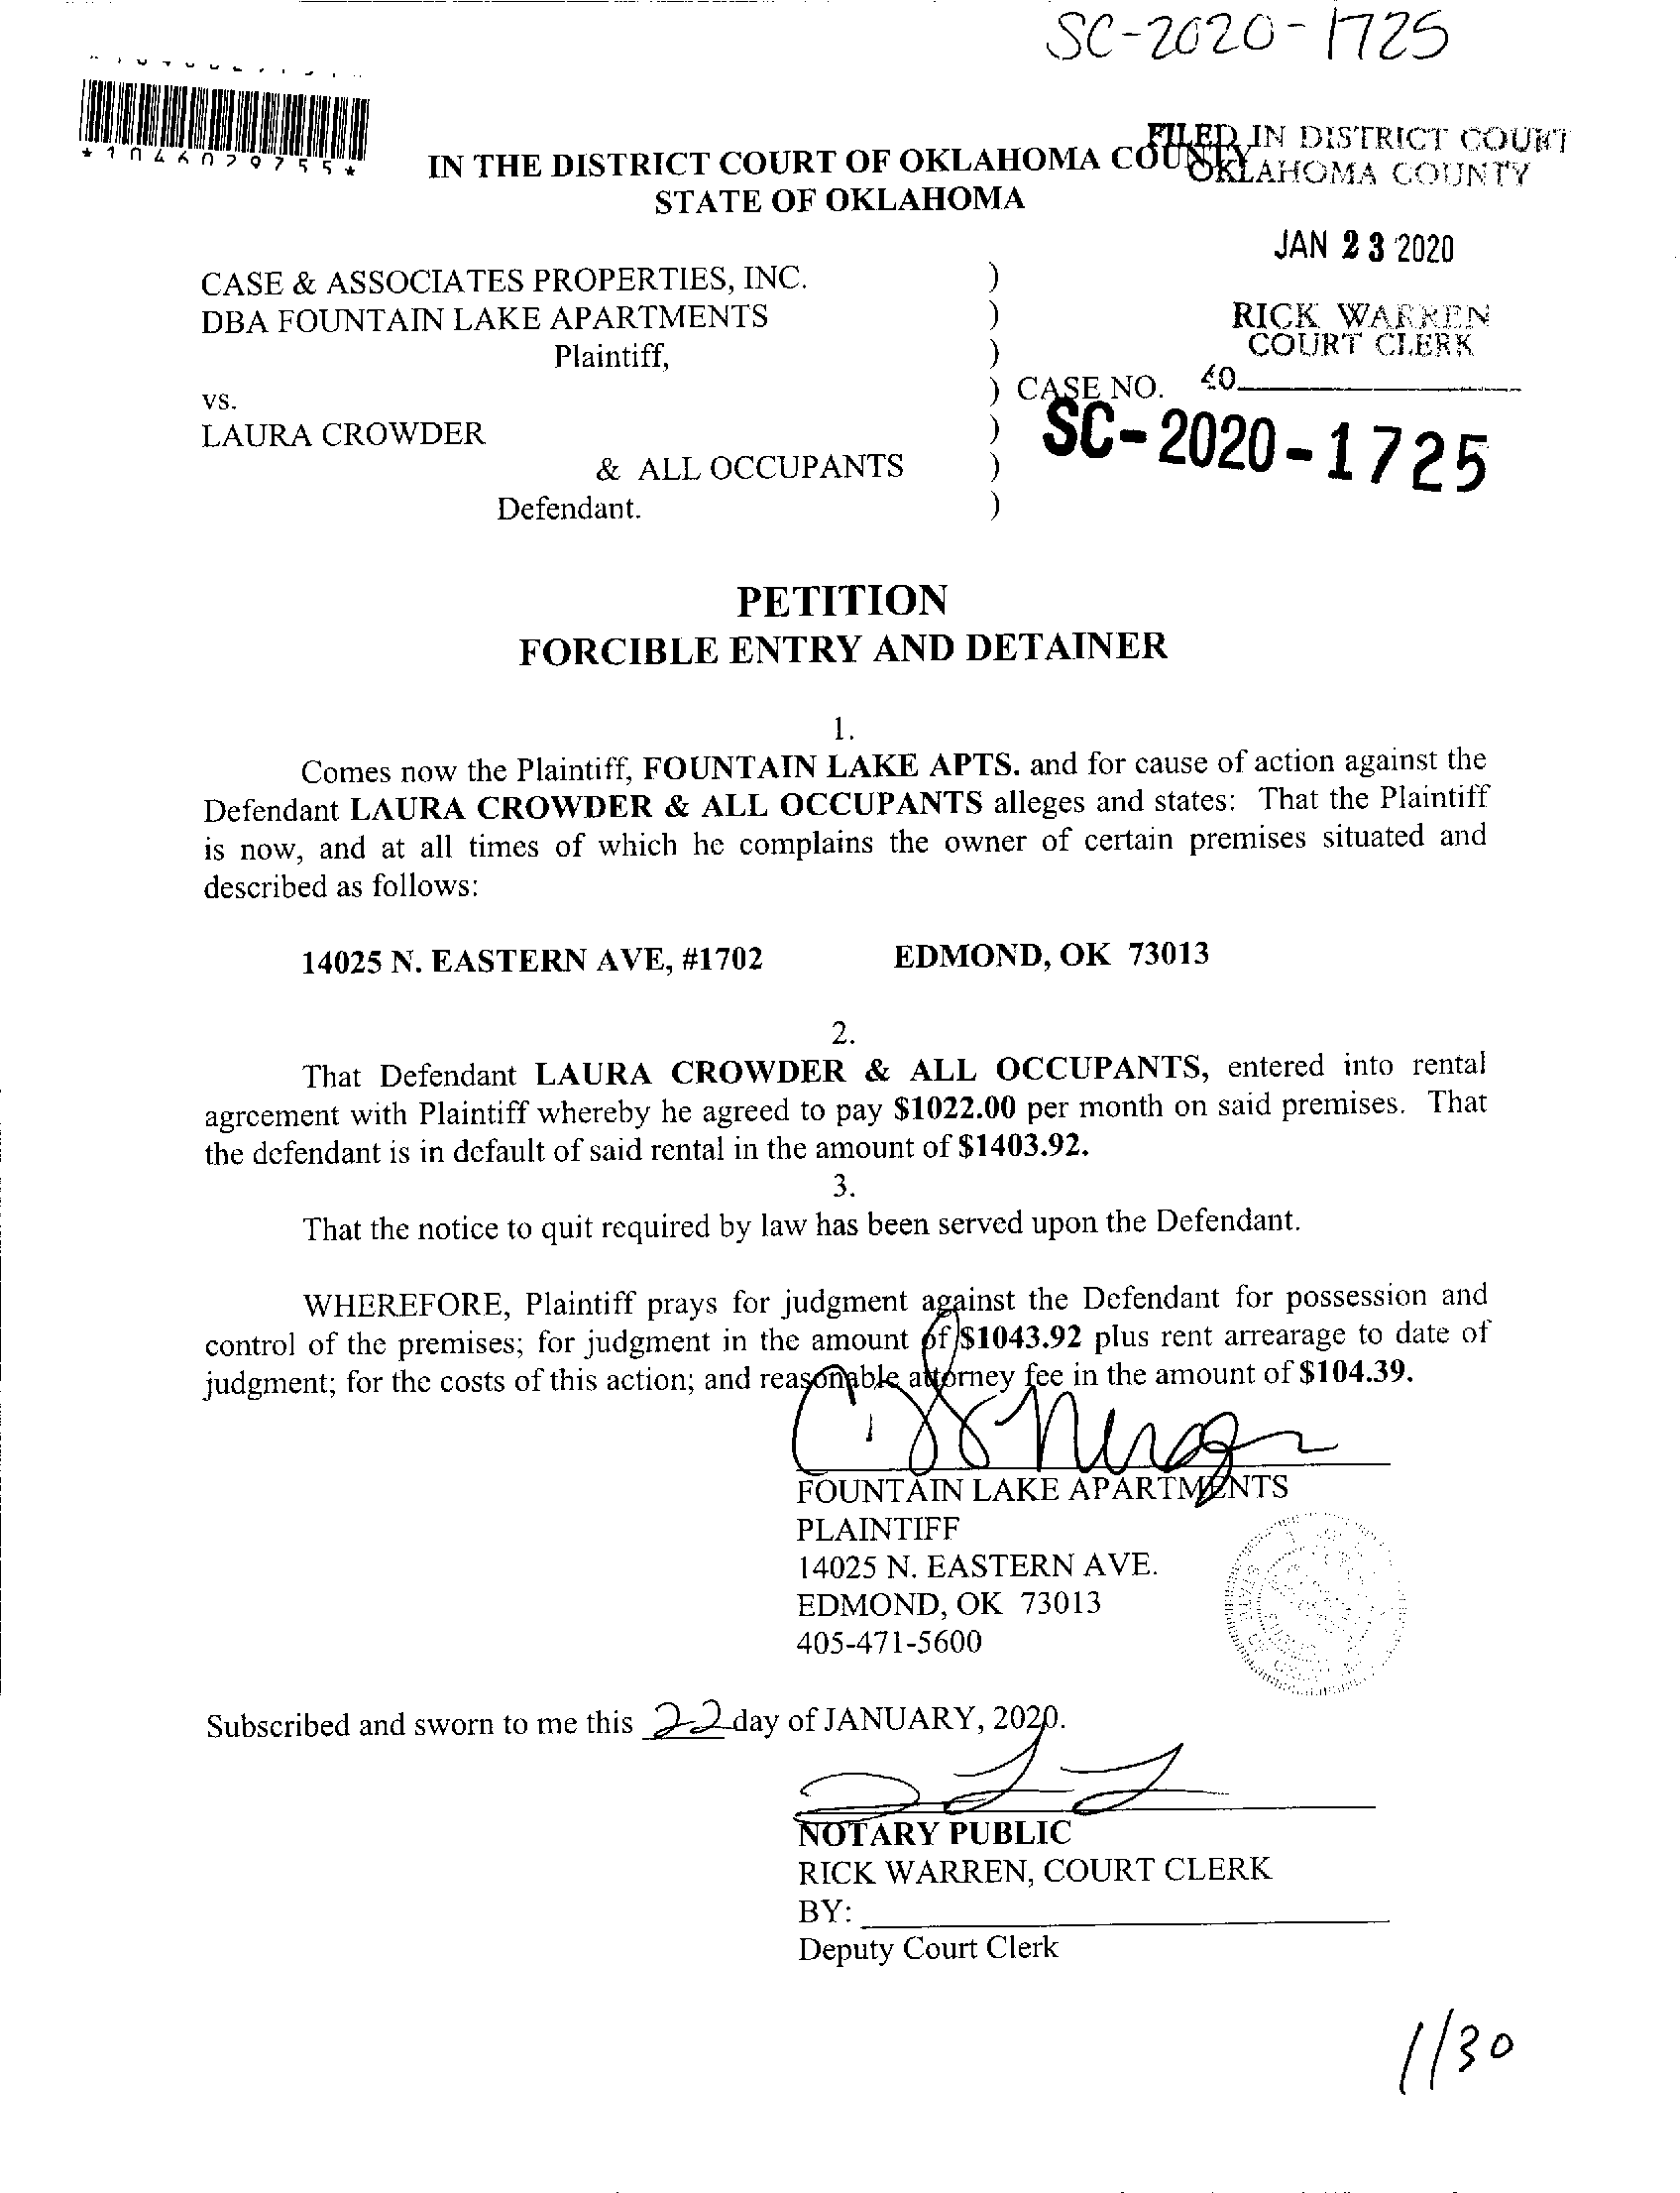 SC-2020-1725
*1046029755*
FILED IN DISTRICT COURT
OKLAHOMA COUNTY
IN THE DISTRICT COURT OF OKLAHOMA COUNTY
STATE OF OKLAHOMA
JAN 23 2020
RICK WARREN
COURT CLERK
40
CASE & ASSOCIATES PROPERTIES, INC. )
DBA FOUNTAIN LAKE APARTMENTS )
Plaintiff, )
vs. ) CASE NO.
LAURA CROWDER ) SC-2020-1725
& ALL OCCUPANTS )
Defendant. )
PETITION
FORCIBLE ENTRY AND DETAINER
1.
Comes now the Plaintiff, FOUNTAIN LAKE APTS. and for cause of action against the
Defendant LAURA CROWDER & ALL OCCUPANTS alleges and states: That the Plaintiff
is now, and at all times of which he complains the owner of certain premises situated and
described as follows:
14025 N. EASTERN AVE, #1702 EDMOND, OK 73013
2.
That Defendant LAURA CROWDER & ALL OCCUPANTS, entered into rental
agreement with Plaintiff whereby he agreed to pay $1022.00 per month on said premises. That
the defendant is in default of said rental in the amount of $1403.92.
3.
That the notice to quit required by law has been served upon the Defendant.
WHEREFORE, Plaintiff prays for judgment against the Defendant for possession and
control of the premises; for judgment in the amount of $1043.92 plus rent arrearage to date of
judgment; for the costs of this action; and reasonable attorney fee in the amount of $104.39.
FOUNTAIN LAKE APARTMENTS
PLAINTIFF
14025 N. EASTERN AVE.
EDMOND, OK 73013
405-471-5600
Subscribed and sworn to me this 22 day of JANUARY, 2020.
NOTARY PUBLIC
RICK WARREN, COURT CLERK
BY:
Deputy Court Clerk
1/30